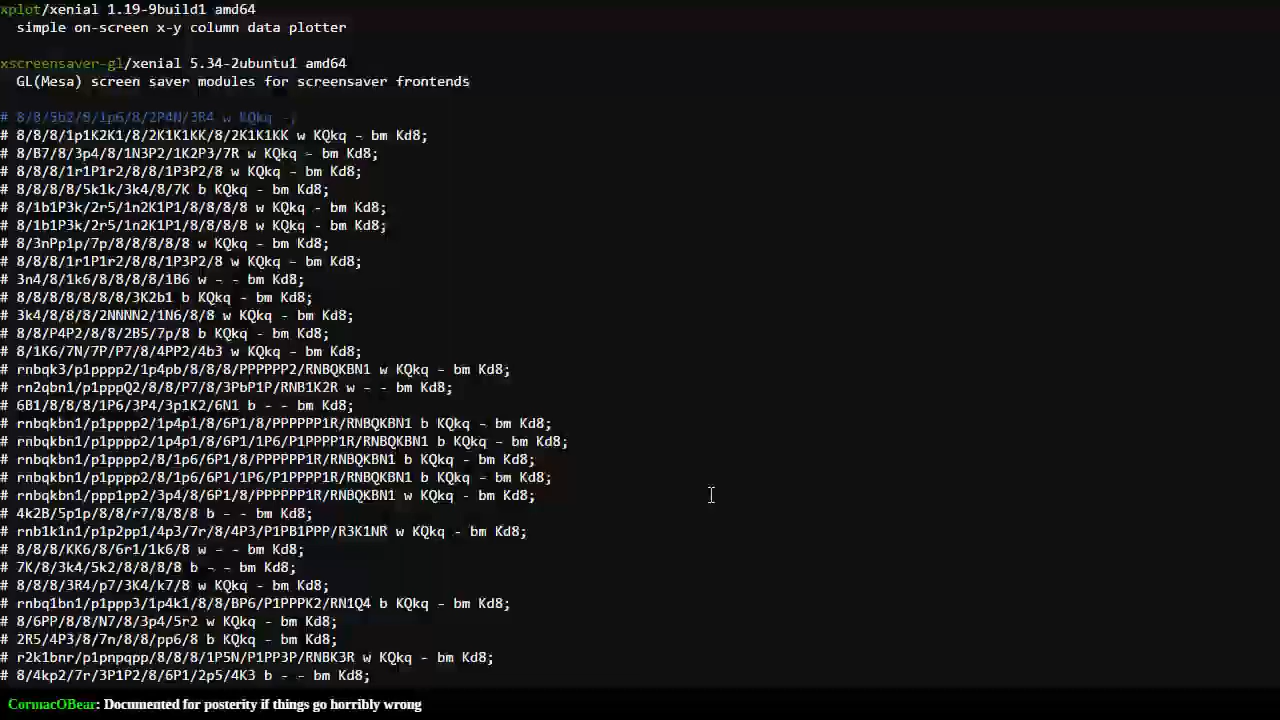 xplot/xenial 1.19-9build1 amd64
simple on-screen x-y column data plotter
xscreensaver-gl/xenial 5.34-2ubuntu1 amd64
GL(Mesa) screen saver modules for screensaver frontends
# 8/8/5b2/8/1p6/8/2P4N/3R4 w KQkq -;
# 8/8/8/1p1K2K1/8/2K1K1KK/8/2K1K1KK w KQkq - bm Kd8;
# 8/B7/8/3p4/8/1N3P2/1K2P3/7R w KQkq - bm Kd8;
# 8/8/8/1r1P1r2/8/8/1P3P2/8 w KQkq - bm Kd8;
# 8/8/8/8/5k1k/3k4/8/7K b KQkq - bm Kd8;
# 8/1b1P3k/2r5/1n2K1P1/8/8/8/8 w KQkq - bm Kd8;
# 8/1b1P3k/2r5/1n2K1P1/8/8/8/8 w KQkq - bm Kd8;
# 8/3nPp1p/7p/8/8/8/8/8 w KQkq - bm Kd8;
# 8/8/8/1r1P1r2/8/8/1P3P2/8 w KQkq - bm Kd8;
# 3n4/8/1k6/8/8/8/8/1B6 w - - bm Kd8;
# 8/8/8/8/8/8/8/3K2b1 b KQkq - bm Kd8;
# 3k4/8/8/8/2NNNN2/1N6/8/8 w KQkq - bm Kd8;
# 8/8/P4P2/8/8/2B5/7p/8 b KQkq - bm Kd8;
# 8/1K6/7N/7P/P7/8/4PP2/4b3 w KQkq - bm Kd8;
# rnbqk3/p1pppp2/1p4pb/8/8/8/PPPPPP2/RNBQKBN1 w KQkq - bm Kd8;
# rn2qbn1/p1pppQ2/8/8/P7/8/3PbP1P/RNB1K2R w - - bm Kd8;
# 6B1/8/8/8/1P6/3P4/3p1K2/6N1 b - - bm Kd8;
# rnbqkbn1/p1pppp2/1p4p1/8/6P1/8/PPPPPP1R/RNBQKBN1 b KQkq - bm Kd8;
# rnbqkbn1/p1pppp2/1p4p1/8/6P1/1P6/P1PPPP1R/RNBQKBN1 b KQkq - bm Kd8;
# rnbqkbn1/p1pppp2/8/1p6/6P1/8/PPPPPP1R/RNBQKBN1 b KQkq - bm Kd8;
# rnbqkbn1/p1pppp2/8/1p6/6P1/1P6/P1PPPP1R/RNBQKBN1 b KQkq - bm Kd8;
# rnbqkbn1/ppp1pp2/3p4/8/6P1/8/PPPPPP1R/RNBQKBN1 w KQkq - bm Kd8;
# 4k2B/5p1p/8/8/r7/8/8/8 b - - bm Kd8;
# rnb1k1n1/p1p2pp1/4p3/7r/8/4P3/P1PB1PPP/R3K1NR w KQkq - bm Kd8;
# 8/8/8/KK6/8/6r1/1k6/8 w - - bm Kd8;
# 7K/8/3k4/5k2/8/8/8/8 b - - bm Kd8;
# 8/8/8/3R4/p7/3K4/k7/8 w KQkq - bm Kd8;
# rnbq1bn1/p1ppp3/1p4k1/8/8/BP6/P1PPPK2/RN1Q4 b KQkq - bm Kd8;
# 8/6PP/8/8/N7/8/3p4/5r2 w KQkq - bm Kd8;
# 2R5/4P3/8/7n/8/8/pp6/8 b KQkq - bm Kd8;
# r2k1bnr/p1pnpqpp/8/8/8/1P5N/P1PP3P/RNBK3R w KQkq - bm Kd8;
# 8/4kp2/7r/3P1P2/8/6P1/2p5/4K3 b - - bm Kd8;
CormacOBear: Documented for posterity if things go horribly wrong